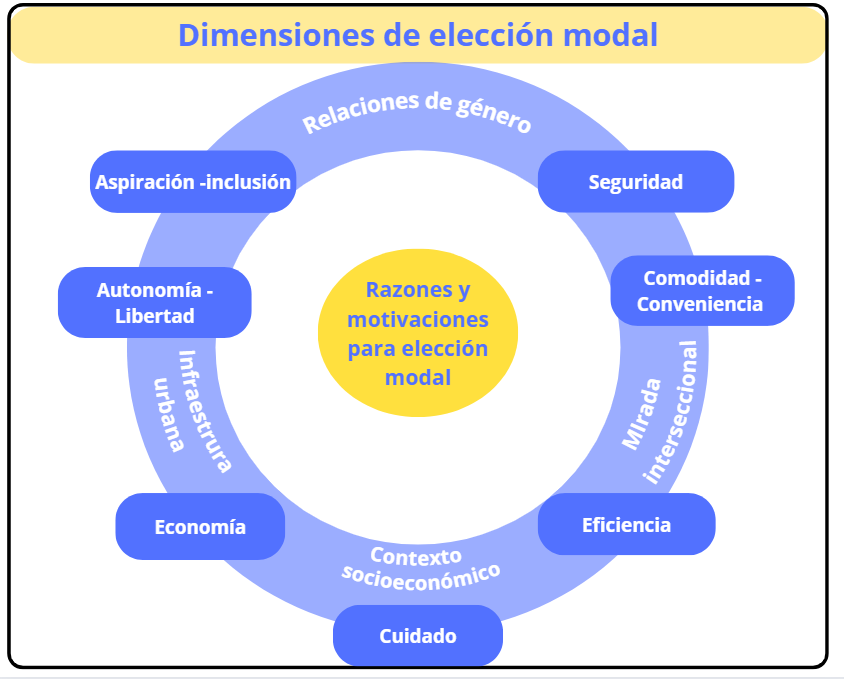 Dimensiones de elección modal
Relaciones de género
Aspiración -inclusión
Seguridad
Autonomía -
Libertad
Comodidad -
Conveniencia
Razones y
motivaciones
para elección
modal
Infraestrura
urbana
MIrada
interseccional
Economía
Eficiencia
Contexto
socioeconómico
Cuidado